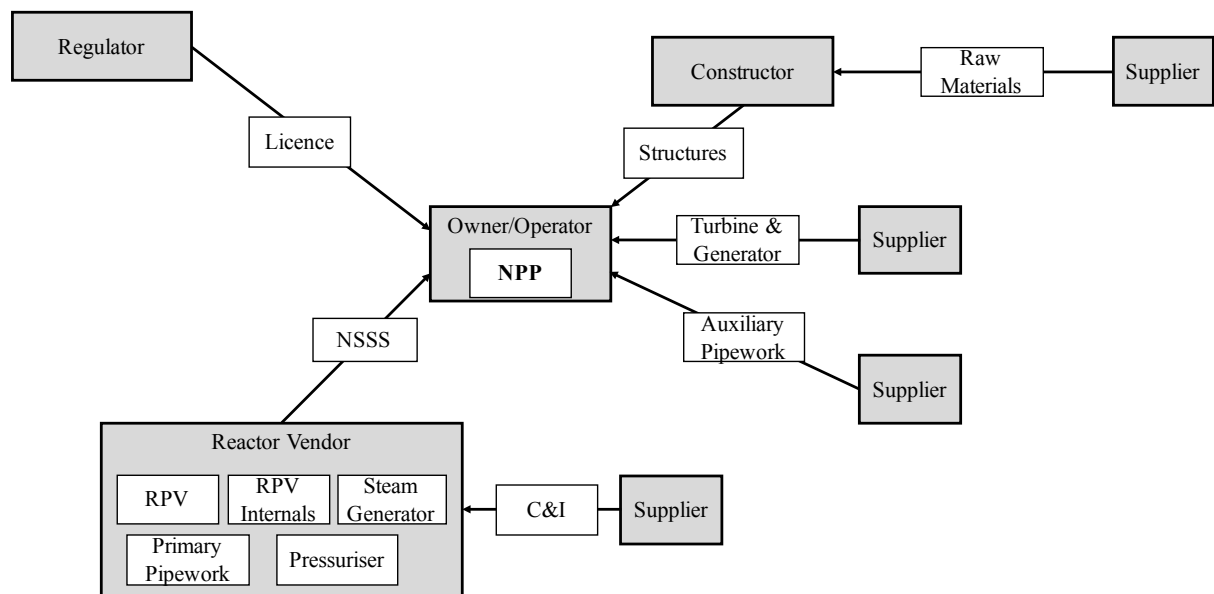 Regulator
Constructor
Raw
Materials
Supplier
Licence
Structures
Owner/Operator
NPP
Turbine &
Generator
Supplier
NSSS
Auxiliary
Pipework
Supplier
Reactor Vendor
RPV
RPV
Internals
Steam
Generator
Primary
Pipework
Pressuriser
C&I
Supplier